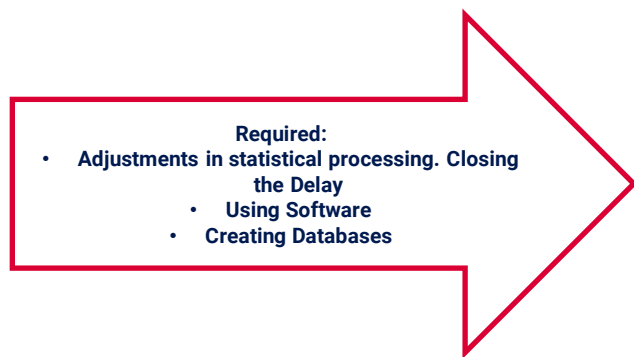 Required:
• Adjustments in statistical processing. Closing
the Delay
• Using Software
• Creating Databases